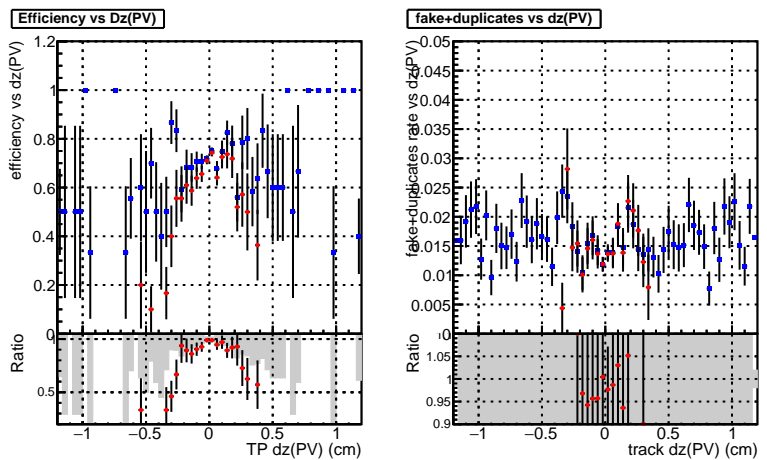 Efficiency vs Dz(PV)
efficiency vs dz(PV)
1.2
1
0.8
0.6
0.4
0.2
0
Ratio
1
0.5
−1 −0.5 0 0.5 1
TP dz(PV) (cm)
fake+duplicates vs dz(PV)
fake+duplicates rate vs dz(PV)
0.05
0.045
0.04
0.035
0.03
0.025
0.02
0.015
0.01
0.005
0
Ratio
1.05
1
0.95
0.9
−1 −0.5 0 0.5 1
track dz(PV) (cm)